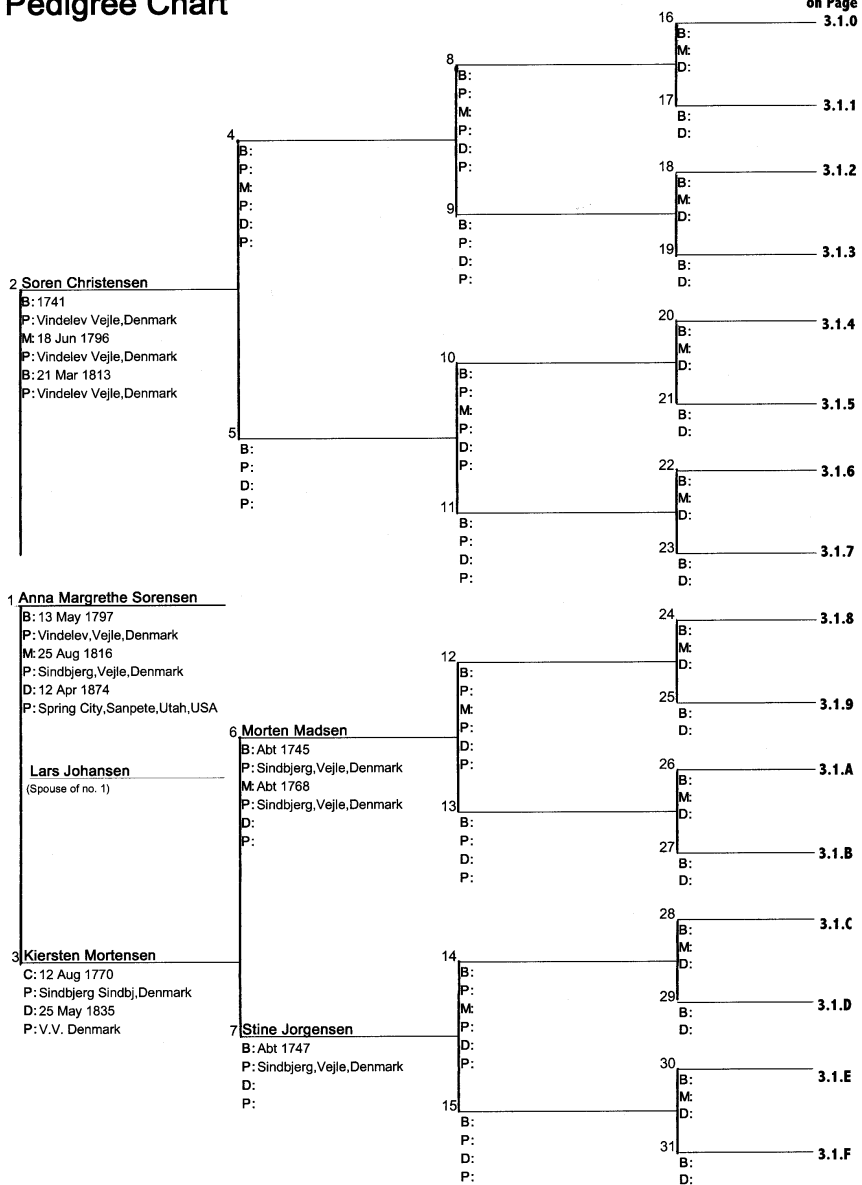 Pedigree Chart
on Page
16
3.1.0
B:
M:
D:
17
3.1.1
B:
D:
8
B:
P:
M:
P:
D:
P:
4
B:
P:
M:
P:
D:
P:
18
3.1.2
B:
M:
D:
9
B:
P:
D:
P:
19
3.1.3
B:
D:
2 Soren Christensen
B: 1741
P: Vindelev Vejle,Denmark
M: 18 Jun 1796
P: Vindelev Vejle,Denmark
B: 21 Mar 1813
P: Vindelev Vejle,Denmark
20
3.1.4
B:
M:
D:
10
B:
P:
M:
P:
D:
P:
21
3.1.5
B:
D:
5
B:
P:
D:
P:
22
3.1.6
B:
M:
D:
11
B:
P:
D:
P:
23
3.1.7
B:
D:
1 Anna Margrethe Sorensen
B: 13 May 1797
P: Vindelev,Vejle,Denmark
M: 25 Aug 1816
P: Sindbjerg,Vejle,Denmark
D: 12 Apr 1874
P: Spring City,Sanpete,Utah,USA
Lars Johansen
(Spouse of no. 1)
24
3.1.8
B:
M:
D:
12
B:
P:
M:
P:
D:
P:
25
3.1.9
B:
D:
6 Morten Madsen
B: Abt 1745
P: Sindbjerg,Vejle,Denmark
M: Abt 1768
P: Sindbjerg,Vejle,Denmark
D:
P:
26
3.1.A
B:
M:
D:
13
B:
P:
D:
P:
27
3.1.B
B:
D:
3 Kiersten Mortensen
C: 12 Aug 1770
P: Sindbjerg Sindbj,Denmark
D: 25 May 1835
P: V.V. Denmark
28
3.1.C
B:
M:
D:
14
B:
P:
M:
P:
D:
P:
29
3.1.D
B:
D:
7 Stine Jorgensen
B: Abt 1747
P: Sindbjerg,Vejle,Denmark
D:
P:
30
3.1.E
B:
M:
D:
15
B:
P:
D:
P:
31
3.1.F
B:
D: